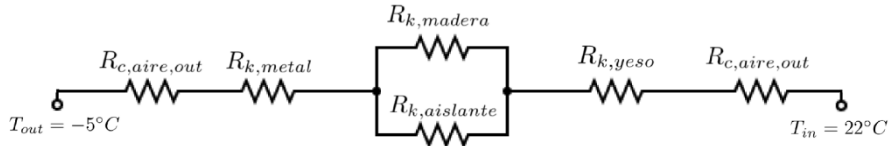 R_{k,madera}
R_{c,aire,out} R_{k,metal} R_{k,yeso} R_{c,aire,out}
R_{k,aislante}
T_{out} = -5°C T_{in} = 22°C